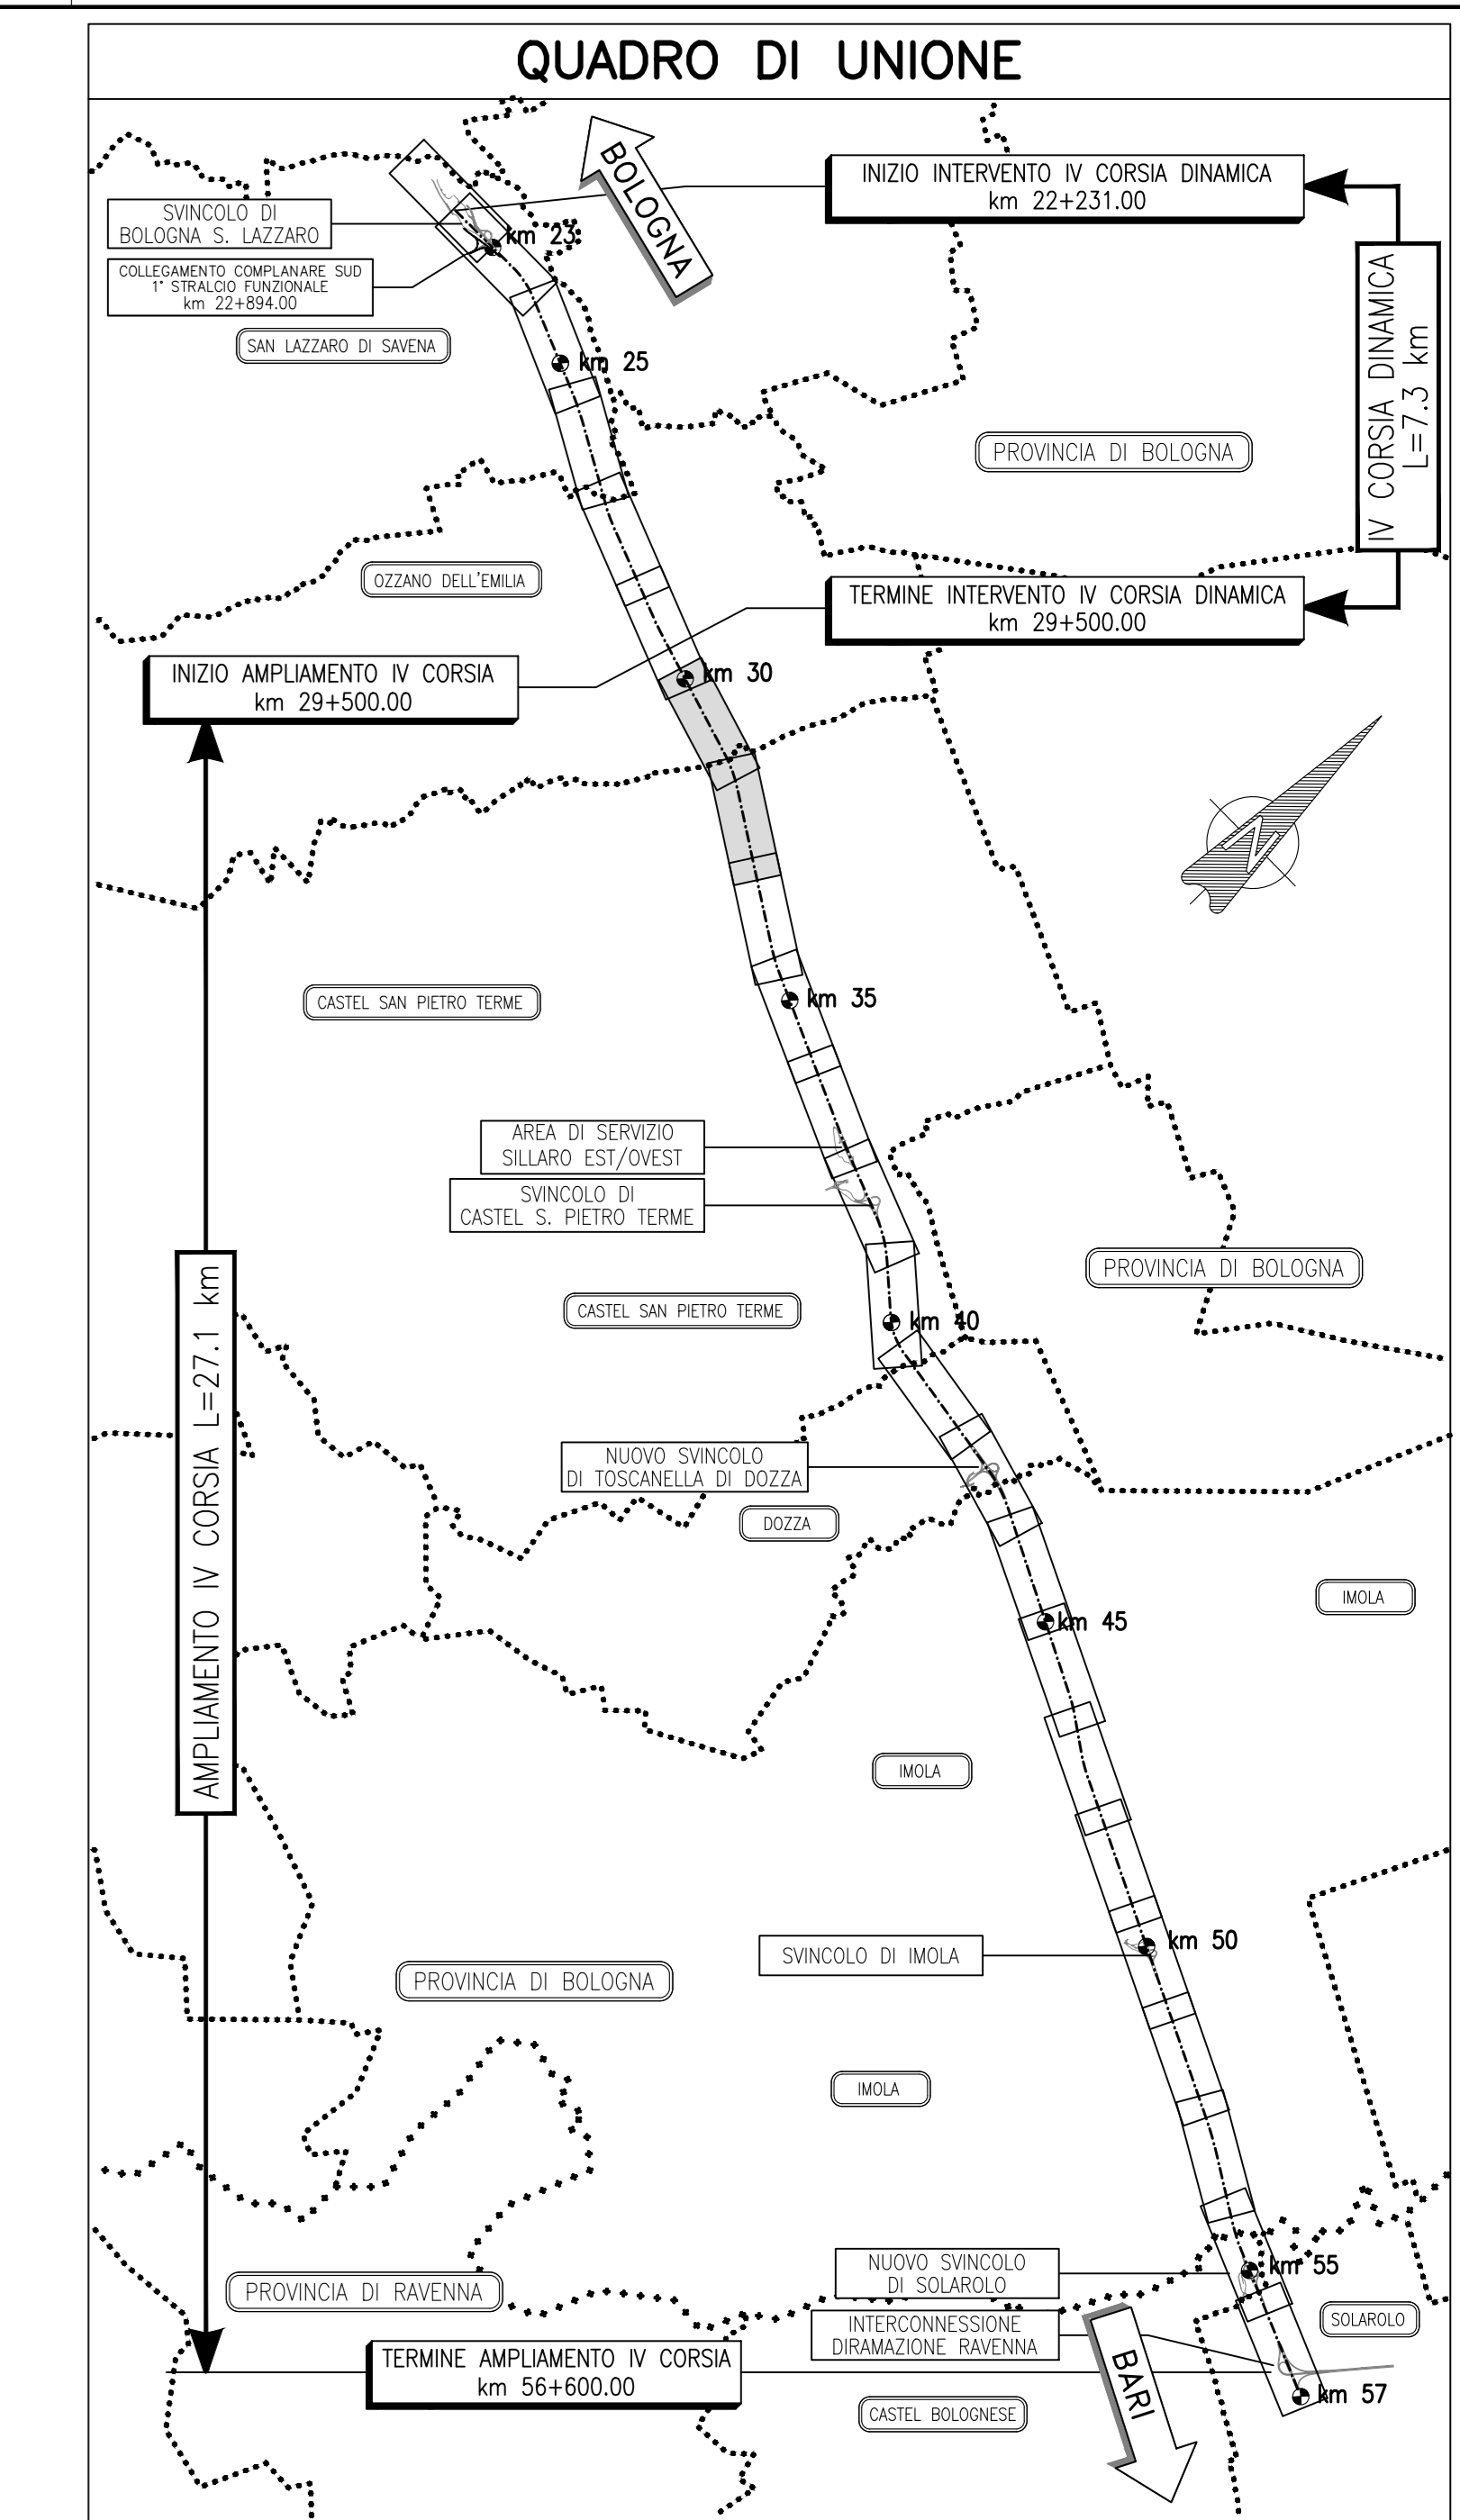 QUADRO DI UNIONE
BOLOGNA
INIZIO INTERVENTO IV CORSIA DINAMICA
km 22+231.00
SVINCOLO DI
BOLOGNA S. LAZZARO
km 23
COLLEGAMENTO COMPLANARE SUD
1° STRALCIO FUNZIONALE
km 22+894.00
SAN LAZZARO DI SAVENA
km 25
IV CORSIA DINAMICA
L=7.3 km
PROVINCIA DI BOLOGNA
OZZANO DELL'EMILIA
TERMINE INTERVENTO IV CORSIA DINAMICA
km 29+500.00
INIZIO AMPLIAMENTO IV CORSIA
km 29+500.00
km 30
N
CASTEL SAN PIETRO TERME
km 35
AREA DI SERVIZIO
SILLARO EST/OVEST
SVINCOLO DI
CASTEL S. PIETRO TERME
PROVINCIA DI BOLOGNA
CASTEL SAN PIETRO TERME
km 40
AMPLIAMENTO IV CORSIA L=27.1 km
NUOVO SVINCOLO
DI TOSCANELLA DI DOZZA
DOZZA
IMOLA
km 45
IMOLA
km 50
SVINCOLO DI IMOLA
PROVINCIA DI BOLOGNA
IMOLA
NUOVO SVINCOLO
DI SOLAROLO
km 55
PROVINCIA DI RAVENNA
SOLAROLO
INTERCONNESSIONE
DIRAMAZIONE RAVENNA
TERMINE AMPLIAMENTO IV CORSIA
km 56+600.00
BARI
km 57
CASTEL BOLOGNESE